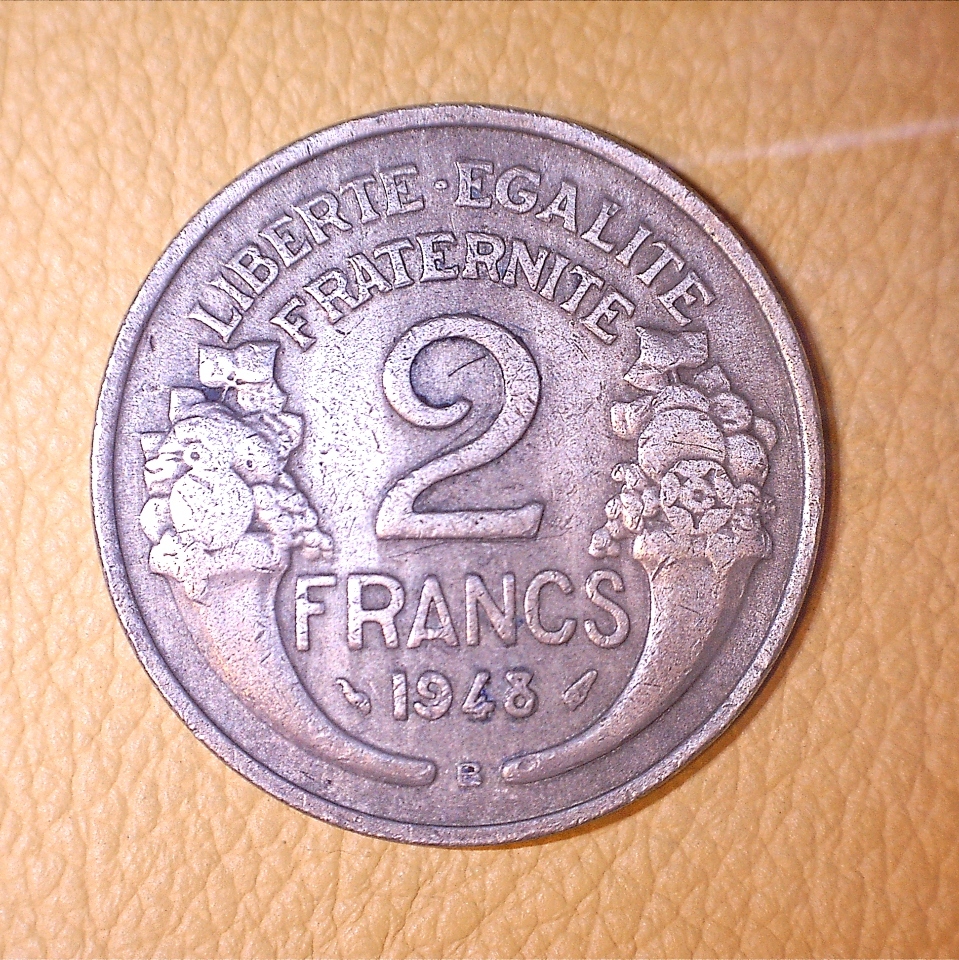 LIBERTE · EGALITE
FRATERNITE
2
FRANCS
1948
B